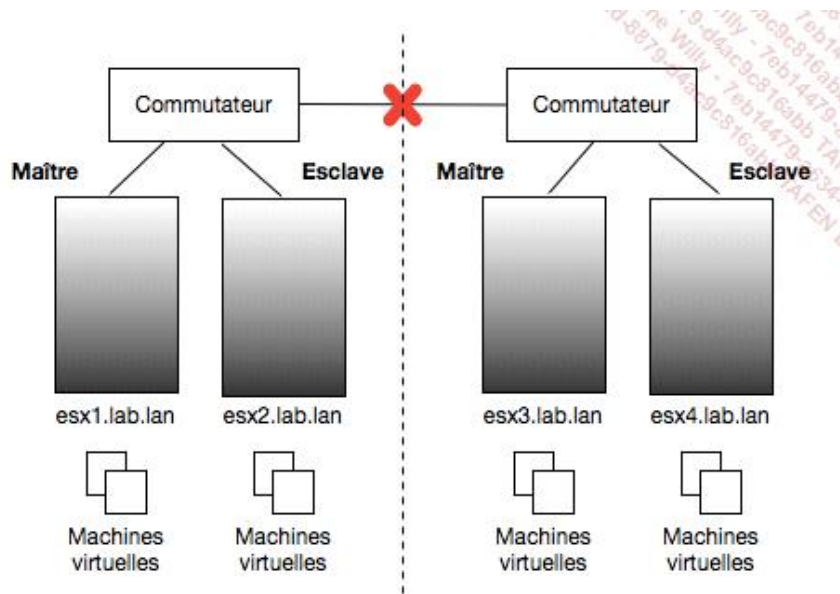 Commutateur
Commutateur
Maître
Esclave
Maître
Esclave
esx1.lab.lan
esx2.lab.lan
esx3.lab.lan
esx4.lab.lan
Machines
virtuelles
Machines
virtuelles
Machines
virtuelles
Machines
virtuelles